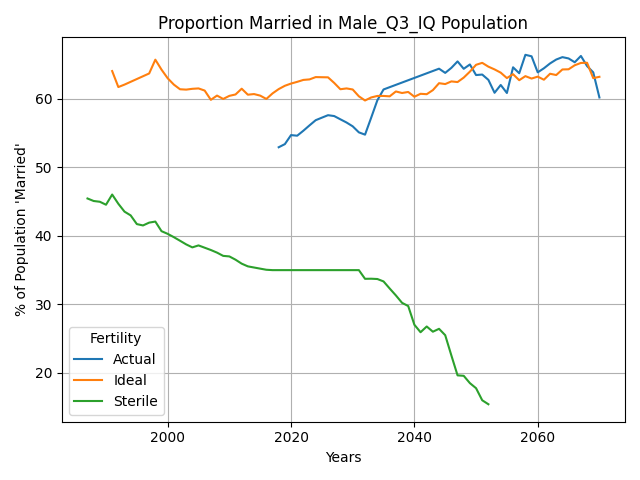 Proportion Married in Male_Q3_IQ Population
% of Population 'Married'
60
50
40
30
20
Fertility
Actual
Ideal
Sterile
2000
2020
2040
2060
Years